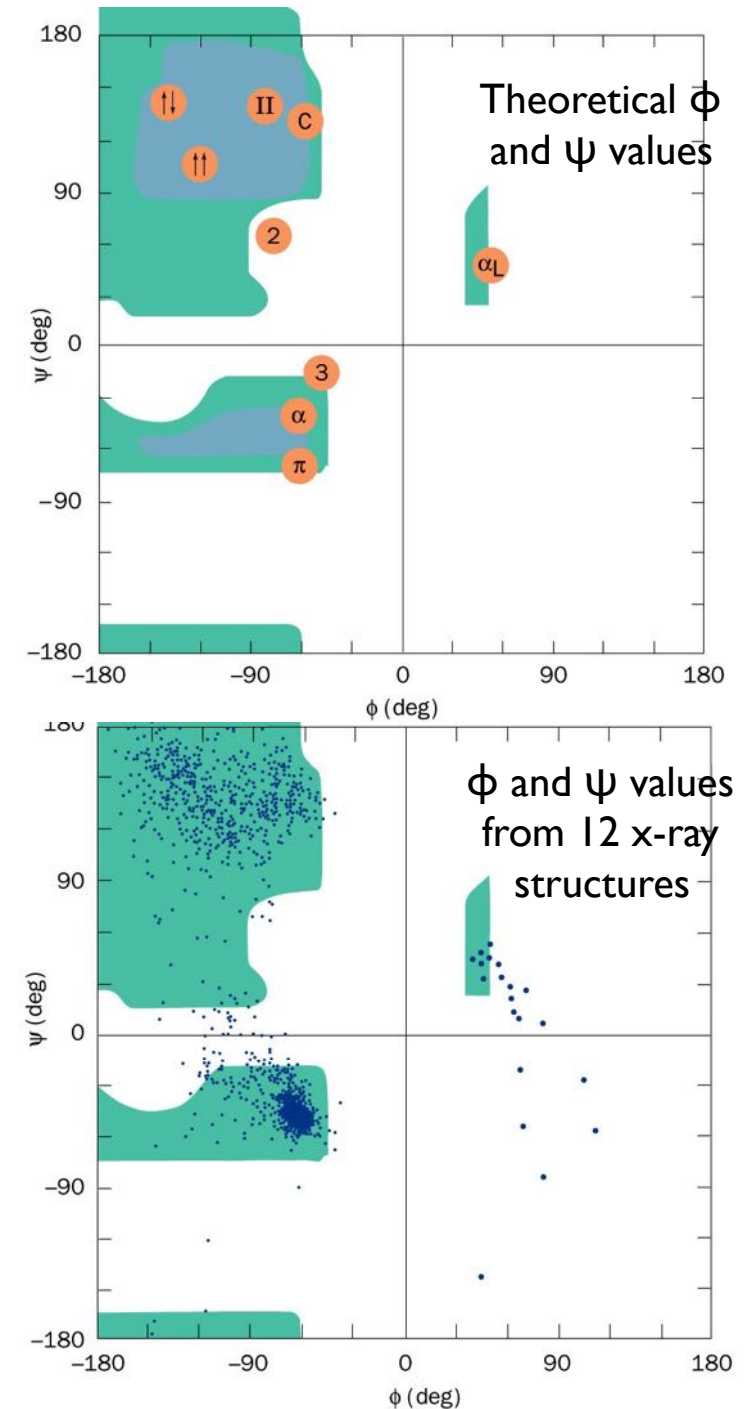 180
↑↓
II
C
Theoretical ϕ
and ψ values
↑↑
90
2
αL
ψ (deg)
0
3
α
π
−90
−180
−180
−90
0
90
180
ϕ (deg)
180
ϕ and ψ values
from 12 x-ray
structures
90
ψ (deg)
0
−90
−180
−180
−90
0
90
180
ϕ (deg)